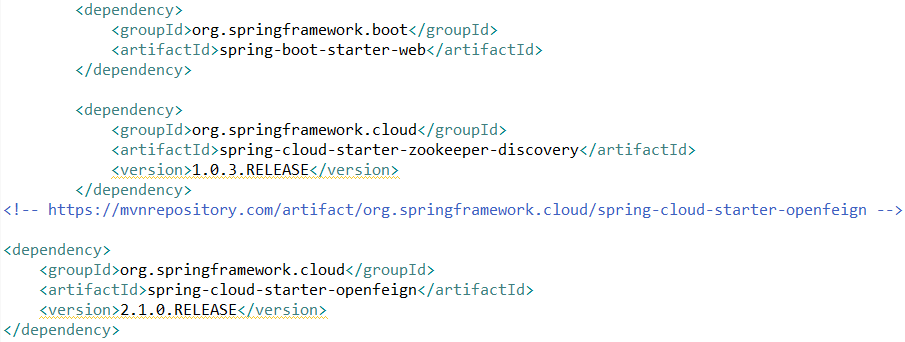 <dependency>
<groupId>org.springframework.boot</groupId>
<artifactId>spring-boot-starter-web</artifactId>
</dependency>
<dependency>
<groupId>org.springframework.cloud</groupId>
<artifactId>spring-cloud-starter-zookeeper-discovery</artifactId>
<version>1.0.3.RELEASE</version>
</dependency>
<!-- https://mvnrepository.com/artifact/org.springframework.cloud/spring-cloud-starter-openfeign -->
<dependency>
<groupId>org.springframework.cloud</groupId>
<artifactId>spring-cloud-starter-openfeign</artifactId>
<version>2.1.0.RELEASE</version>
</dependency>